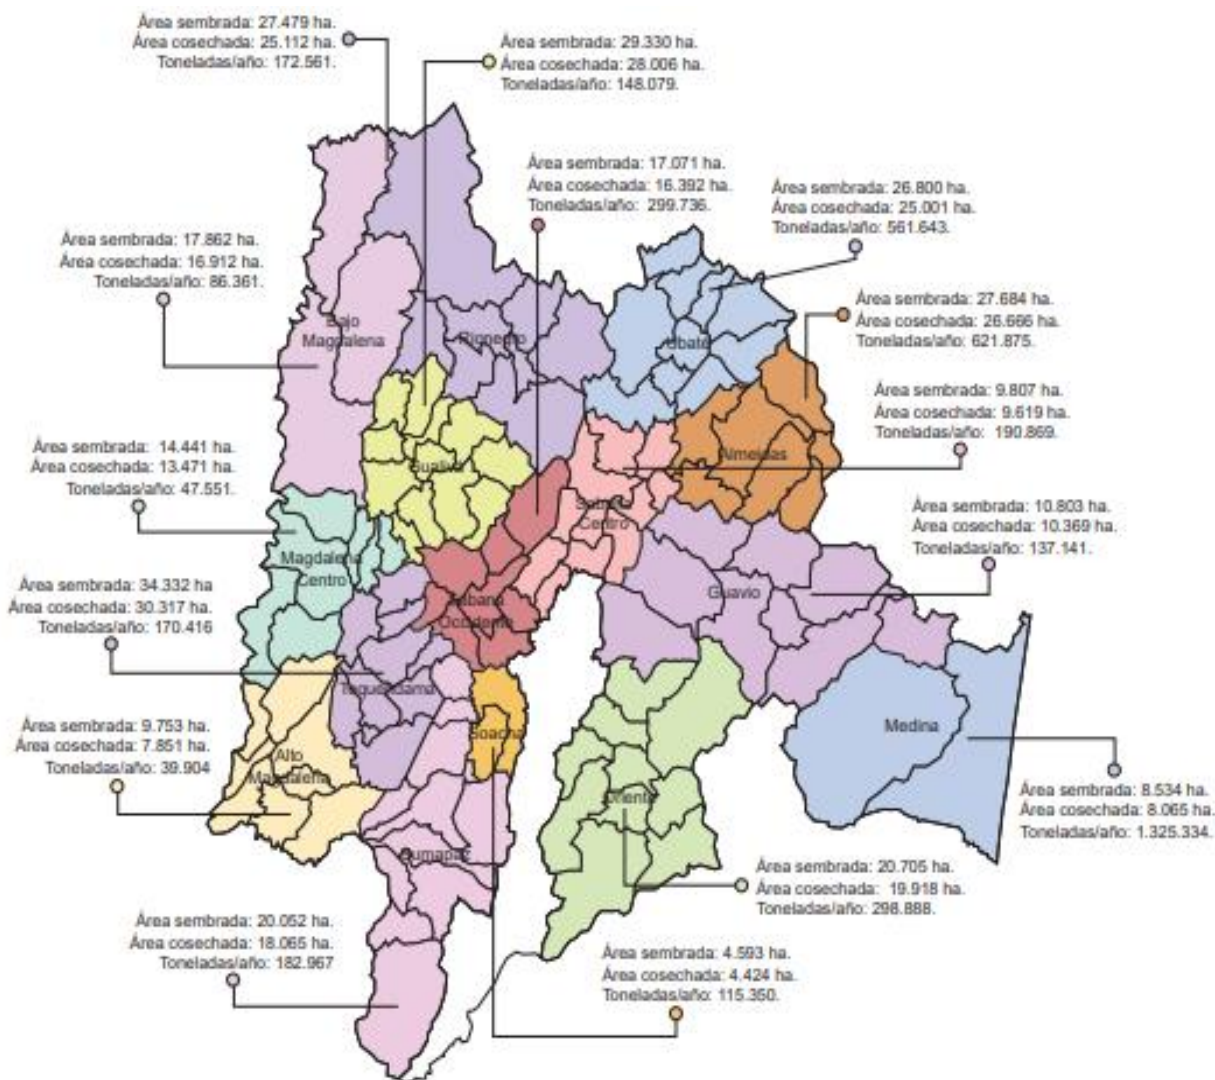 Área sembrada: 27.479 ha.
Área cosechada: 25.112 ha.
Toneladas/año: 172.561.
Área sembrada: 29.330 ha.
Área cosechada: 28.006 ha.
Toneladas/año: 148.079.
Área sembrada: 17.071 ha.
Área cosechada: 16.392 ha.
Toneladas/año: 299.736.
Área sembrada: 26.800 ha.
Área cosechada: 25.001 ha.
Toneladas/año: 561.643.
Área sembrada: 17.862 ha.
Área cosechada: 16.912 ha.
Toneladas/año: 86.361.
Área sembrada: 27.684 ha.
Área cosechada: 26.666 ha.
Toneladas/año: 621.875.
Bajo
Magdalena
Rionegro
Ubaté
Área sembrada: 9.807 ha.
Área cosechada: 9.619 ha.
Toneladas/año: 190.869.
Área sembrada: 14.441 ha.
Área cosechada: 13.471 ha.
Toneladas/año: 47.551.
Gualivá
Almeidas
Sabana
Centro
Área sembrada: 10.803 ha.
Área cosechada: 10.369 ha.
Toneladas/año: 137.141.
Magdalena
Centro
Área sembrada: 34.332 ha
Área cosechada: 30.317 ha.
Toneladas/año: 170.416
Guavio
Sabana
Occidente
Tequendama
Área sembrada: 9.753 ha.
Área cosechada: 7.851 ha.
Toneladas/año: 39.904
Soacha
Medina
Alto
Magdalena
Oriente
Área sembrada: 8.534 ha.
Área cosechada: 8.065 ha.
Toneladas/año: 1.325.334.
Sumapaz
Área sembrada: 20.705 ha.
Área cosechada: 19.918 ha.
Toneladas/año: 298.888.
Área sembrada: 20.052 ha.
Área cosechada: 18.065 ha.
Toneladas/año: 182.967
Área sembrada: 4.593 ha.
Área cosechada: 4.424 ha.
Toneladas/año: 115.350.